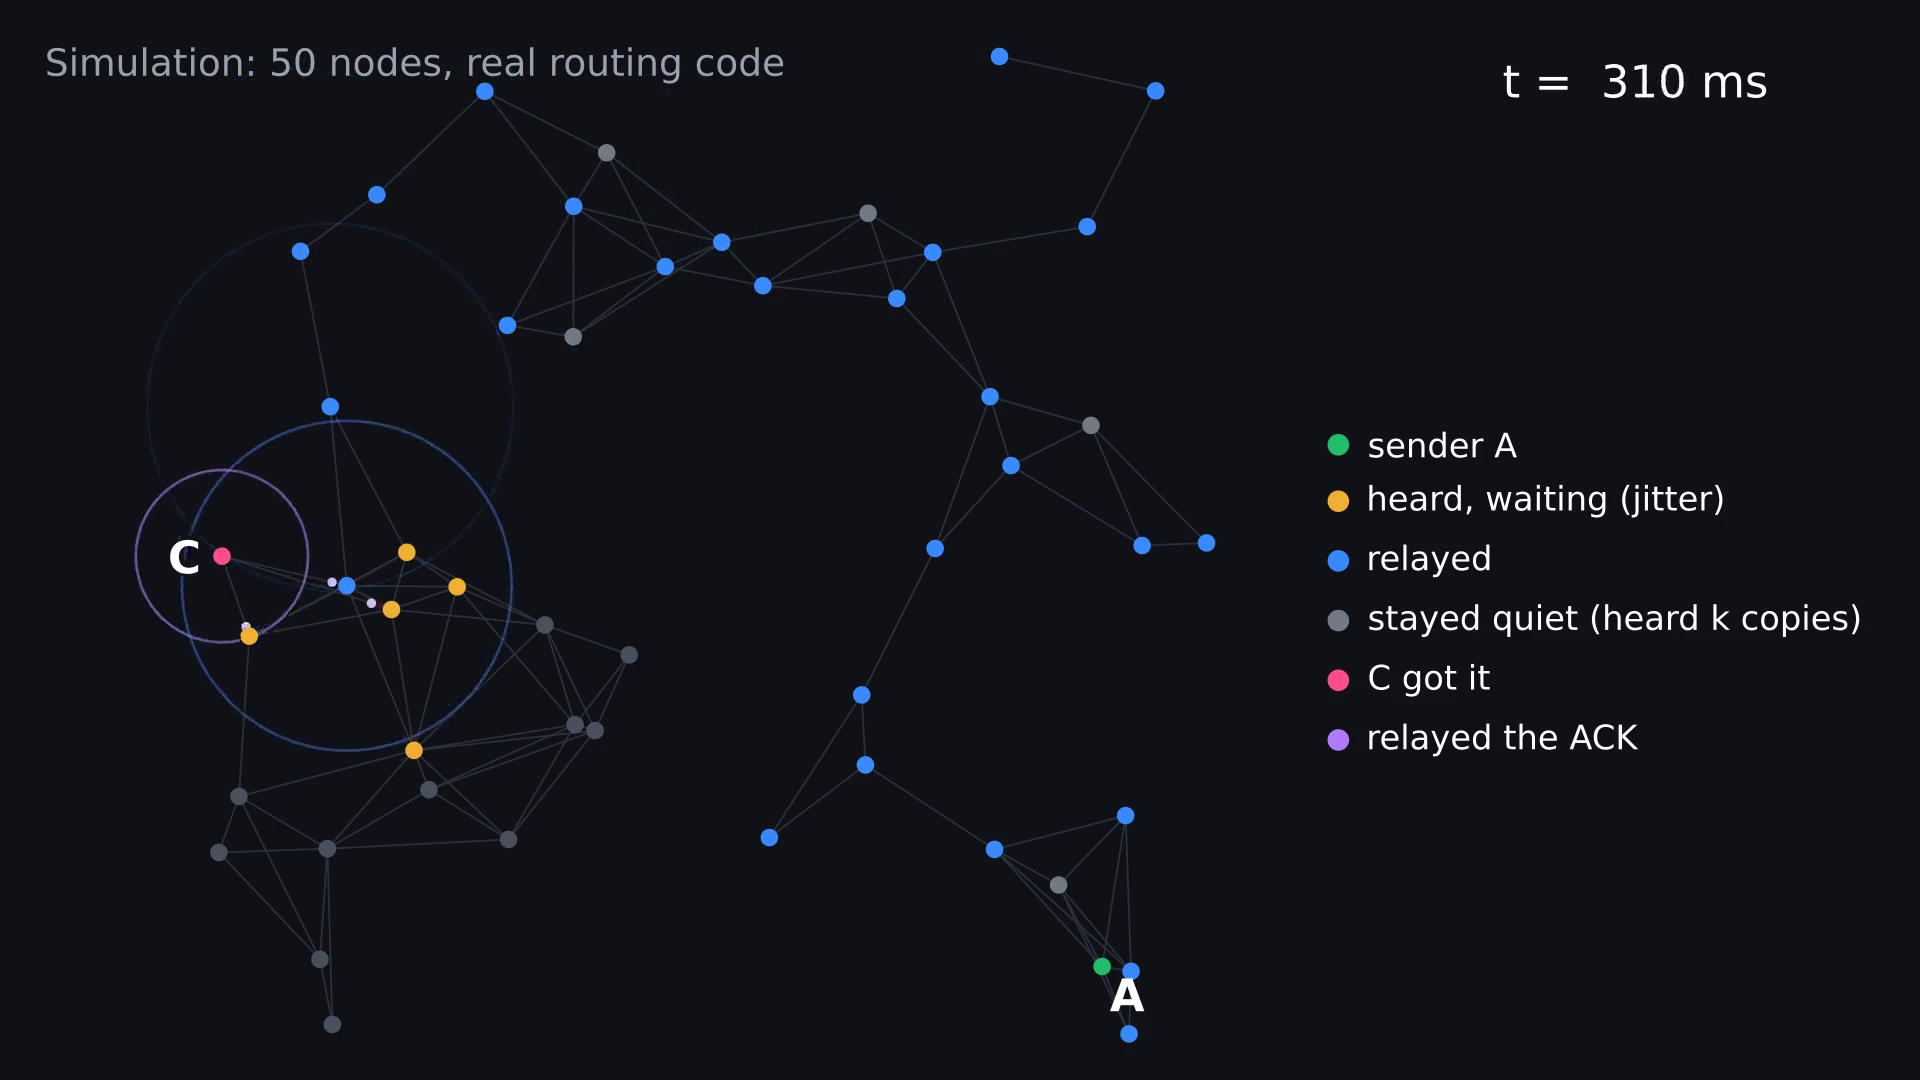 Simulation: 50 nodes, real routing code
t = 310 ms
sender A
heard, waiting (jitter)
relayed
stayed quiet (heard k copies)
C got it
relayed the ACK
C
A